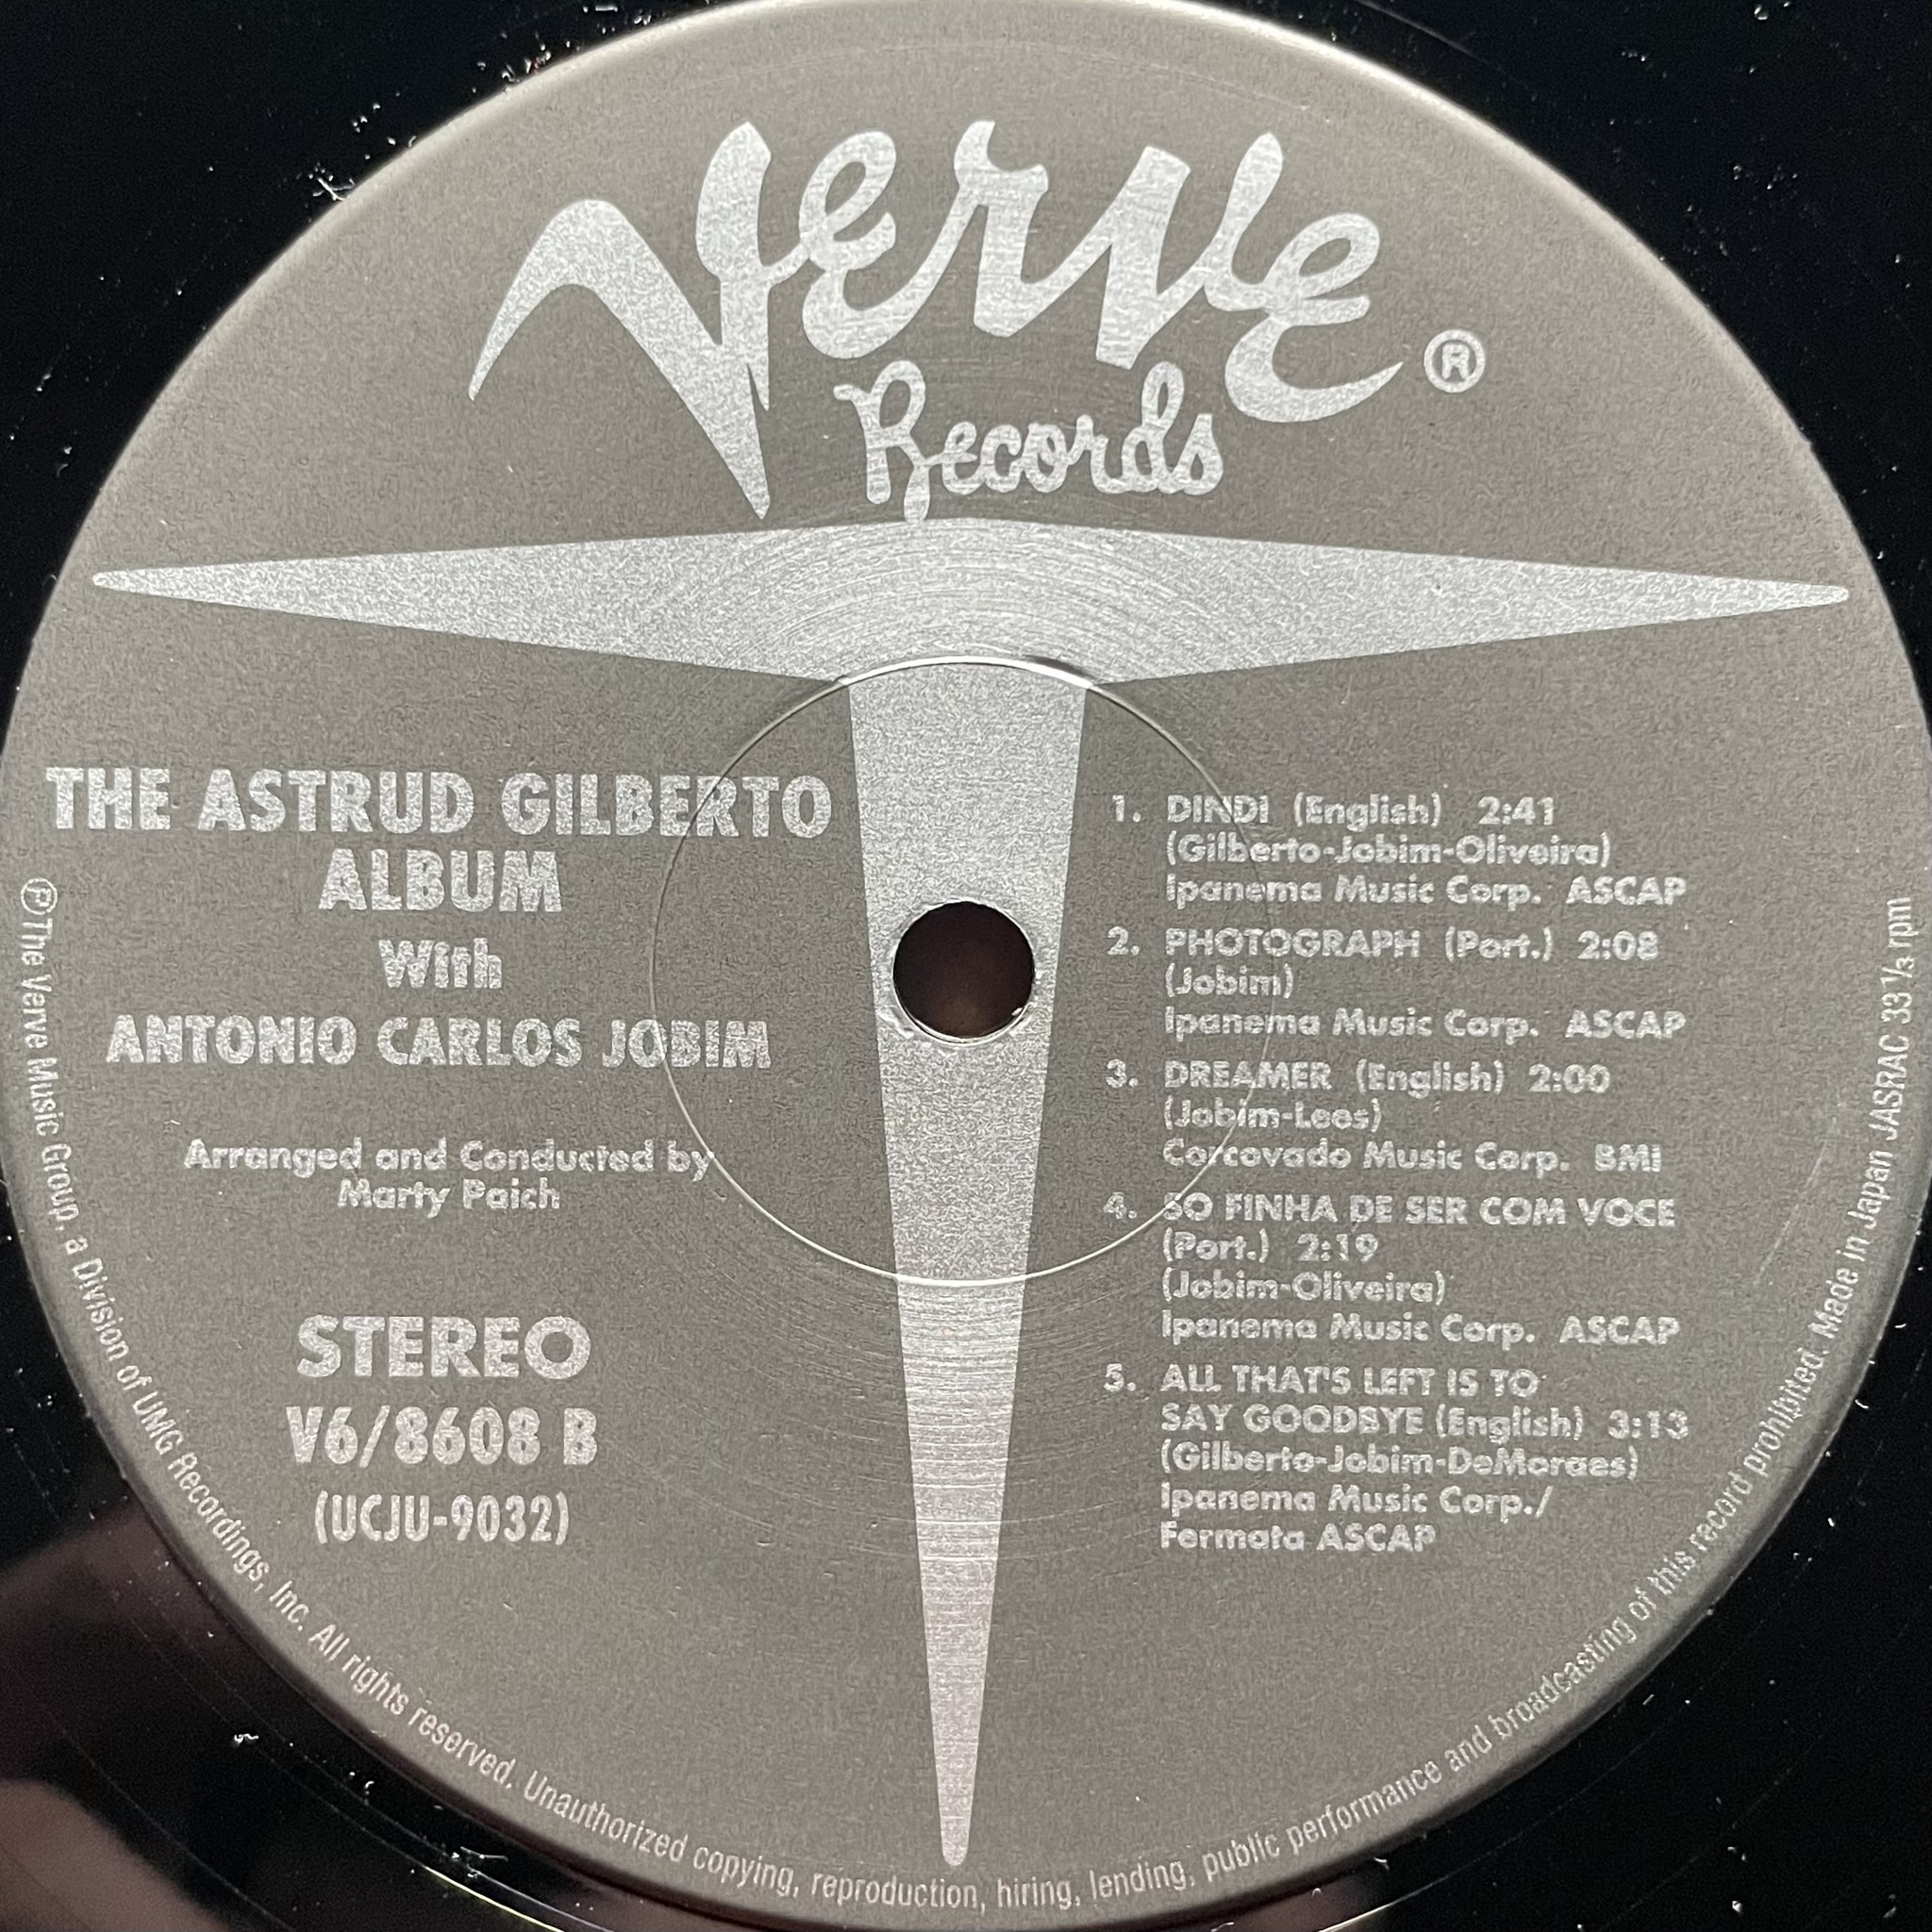 Verve ®
Records
THE ASTRUD GILBERTO
ALBUM
With
ANTONIO CARLOS JOBIM
Arranged and Conducted by
Marty Paich
STEREO
V6/8608 B
(UCJU-9032)
1. DINDI (English) 2:41
(Gilberto-Jobim-Oliveira)
Ipanema Music Corp. ASCAP
2. PHOTOGRAPH (Port.) 2:08
(Jobim)
Ipanema Music Corp. ASCAP
3. DREAMER (English) 2:00
(Jobim-Lees)
Corcovado Music Corp. BMI
4. SO FINHA DE SER COM VOCE
(Port.) 2:19
(Jobim-Oliveira)
Ipanema Music Corp. ASCAP
5. ALL THAT'S LEFT IS TO
SAY GOODBYE (English) 3:13
(Gilberto-Jobim-DeMoraes)
Ipanema Music Corp./
Fermata ASCAP
℗The Verve Music Group, a Division of UMG Recordings, Inc. All rights reserved. Unauthorized copying, reproduction, hiring, lending, public performance and broadcasting of this record prohibited. Made in Japan JASRAC 33 1/3 rpm